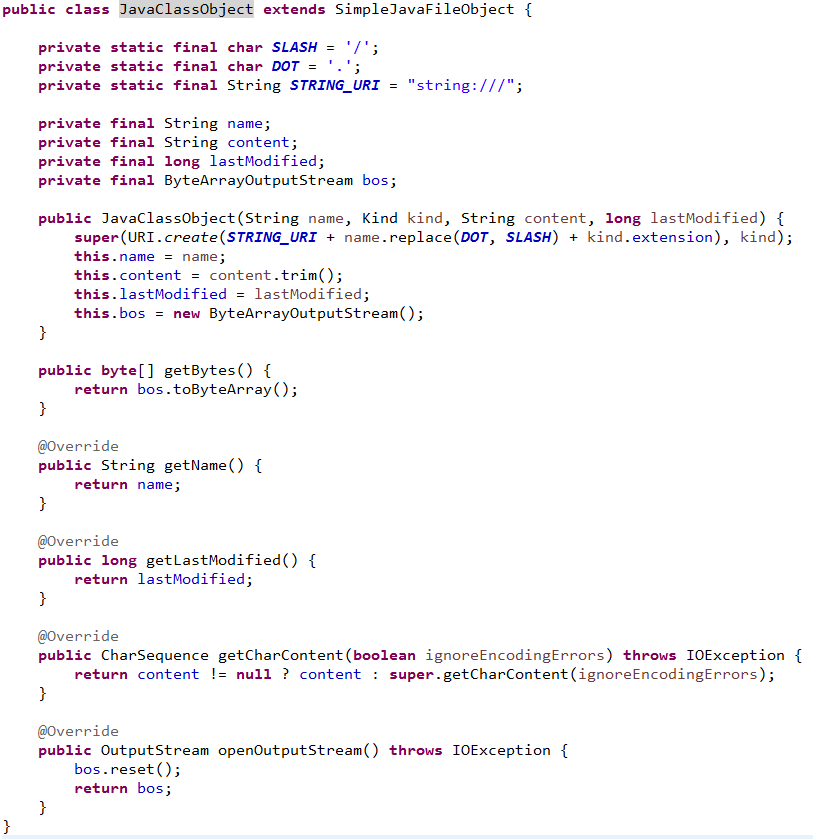 public class JavaClassObject extends SimpleJavaFileObject {

    private static final char SLASH = '/';
    private static final char DOT = '.';
    private static final String STRING_URI = "string:///";

    private final String name;
    private final String content;
    private final long lastModified;
    private final ByteArrayOutputStream bos;

    public JavaClassObject(String name, Kind kind, String content, long lastModified) {
        super(URI.create(STRING_URI + name.replace(DOT, SLASH) + kind.extension), kind);
        this.name = name;
        this.content = content.trim();
        this.lastModified = lastModified;
        this.bos = new ByteArrayOutputStream();
    }

    public byte[] getBytes() {
        return bos.toByteArray();
    }

    @Override
    public String getName() {
        return name;
    }

    @Override
    public long getLastModified() {
        return lastModified;
    }

    @Override
    public CharSequence getCharContent(boolean ignoreEncodingErrors) throws IOException {
        return content != null ? content : super.getCharContent(ignoreEncodingErrors);
    }

    @Override
    public OutputStream openOutputStream() throws IOException {
        bos.reset();
        return bos;
    }
}